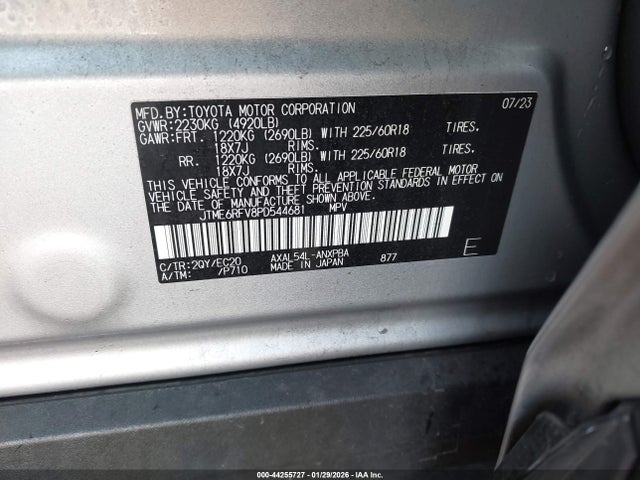 MFD.BY:TOYOTA MOTOR CORPORATION 07/23
GVWR:2230KG (4920LB)
GAWR:FRT. 1220KG (2690LB) WITH 225/60R18 TIRES.
18X7J RIMS.
RR. 1220KG (2690LB) WITH 225/60R18 TIRES.
18X7J RIMS.
THIS VEHICLE CONFORMS TO ALL APPLICABLE FEDERAL MOTOR
VEHICLE SAFETY AND THEFT PREVENTION STANDARDS IN EFFECT ON
THE DATE OF MANUFACTURE SHOWN ABOVE.
JTME6RFV8PD544681 MPV
E
C/TR:2QY/EC20 AXAL54L-ANXPBA 877
A/TM: /P710 MADE IN JAPAN
000-44255727 - 01/29/2026 - IAA Inc.